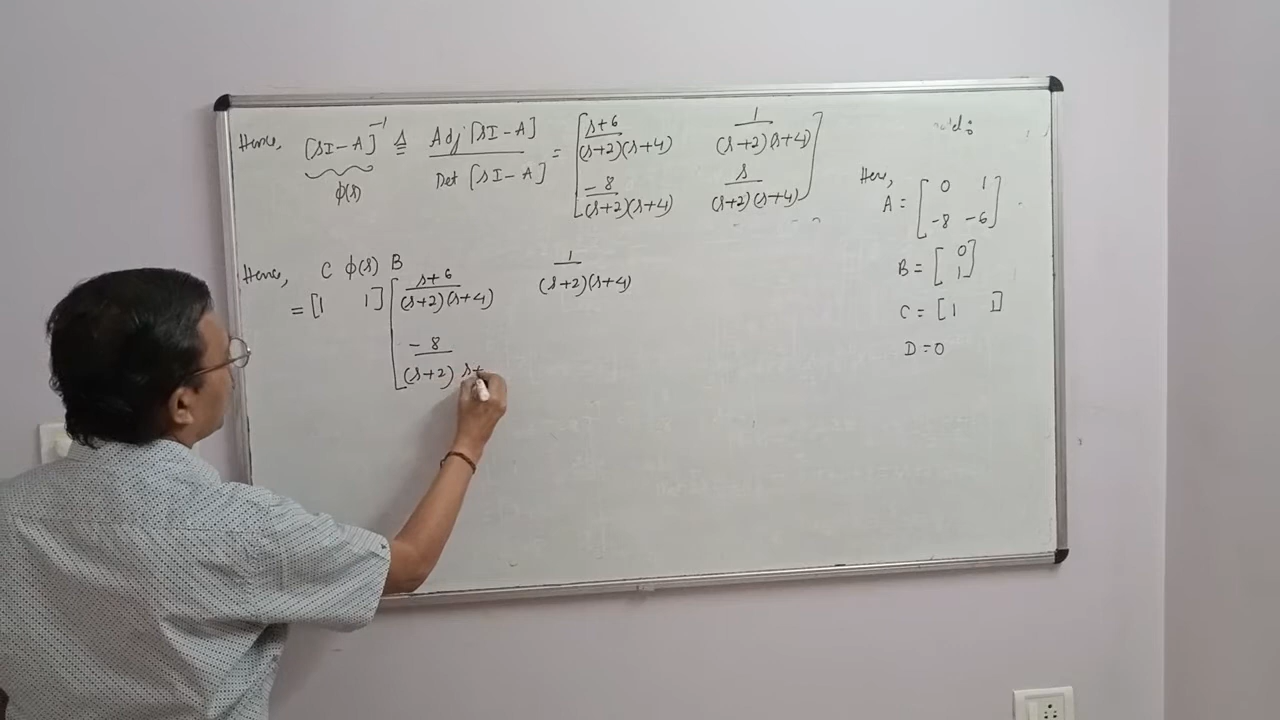 Hence, [sI-A]⁻¹ ≜ Adj [sI-A] / Det [sI-A] = [ s+6/(s+2)(s+4)   1/(s+2)(s+4)
-8/(s+2)(s+4)   s/(s+2)(s+4) ]
φ(s)
Hence, C φ(s) B
= [1 1] [ s+6/(s+2)(s+4)   1/(s+2)(s+4)
-8/(s+2) s+
Here,
A = [ 0 1
-8 -6 ]
B = [ 0
1 ]
C = [1 1]
D = 0